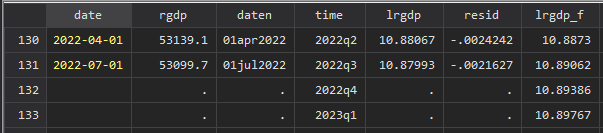 date rgdp daten time lrgdp resid lrgdp_f
130 2022-04-01 53139.1 01apr2022 2022q2 10.88067 -.0024242 10.8873
131 2022-07-01 53099.7 01jul2022 2022q3 10.87993 -.0021627 10.89062
132 . . 2022q4 . . 10.89386
133 . . 2023q1 . . 10.89767